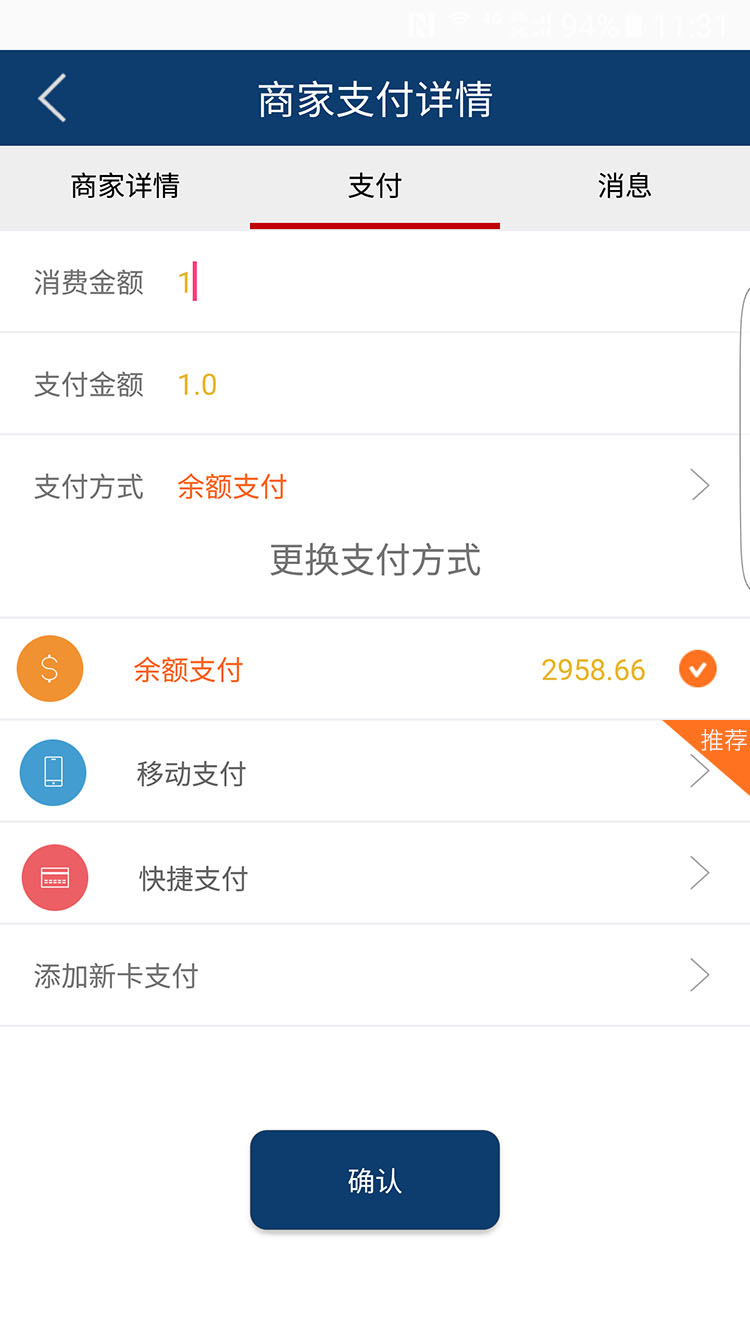 4G 94% 11:31
商家支付详情
商家详情 支付 消息
消费金额 1
支付金额 1.0
支付方式 余额支付
更换支付方式
余额支付 2958.66
推荐
移动支付
快捷支付
添加新卡支付
确认